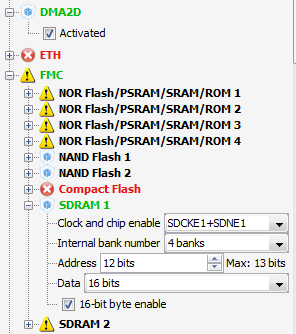 DMA2D
Activated
ETH
FMC
NOR Flash/PSRAM/SRAM/ROM 1
NOR Flash/PSRAM/SRAM/ROM 2
NOR Flash/PSRAM/SRAM/ROM 3
NOR Flash/PSRAM/SRAM/ROM 4
NAND Flash 1
NAND Flash 2
Compact Flash
SDRAM 1
Clock and chip enable SDCKE1+SDNE1
Internal bank number 4 banks
Address 12 bits Max: 13 bits
Data 16 bits
16-bit byte enable
SDRAM 2